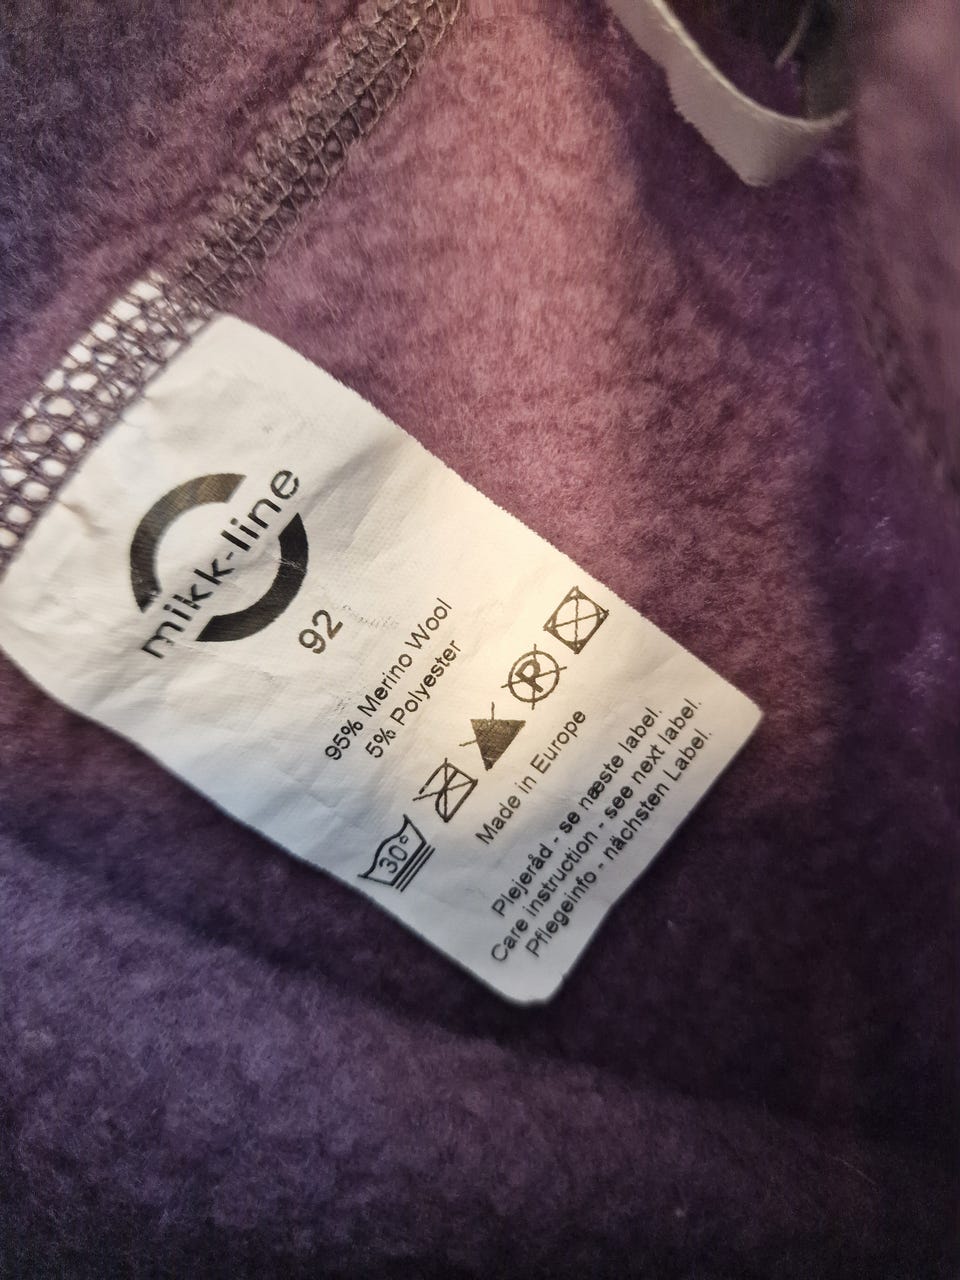 mikk-line
92
95% Merino Wool
5% Polyester
30°
P
Made in Europe
Plejeråd - se næste label.
Care instruction - see next label.
Pflegeinfo - nächsten Label.